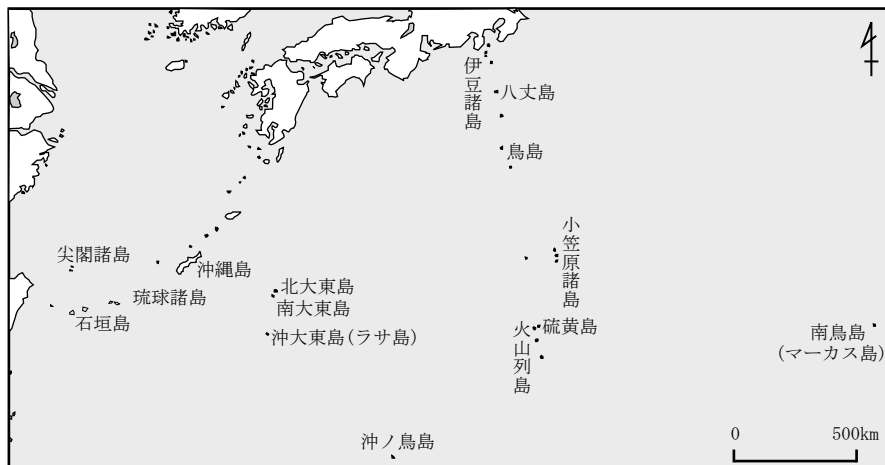 伊豆諸島
八丈島
鳥島
小笠原諸島
尖閣諸島
沖縄島
琉球諸島
石垣島
北大東島
南大東島
沖大東島(ラサ島)
火山列島
硫黄島
南鳥島
(マーカス島)
沖ノ鳥島
0 500km